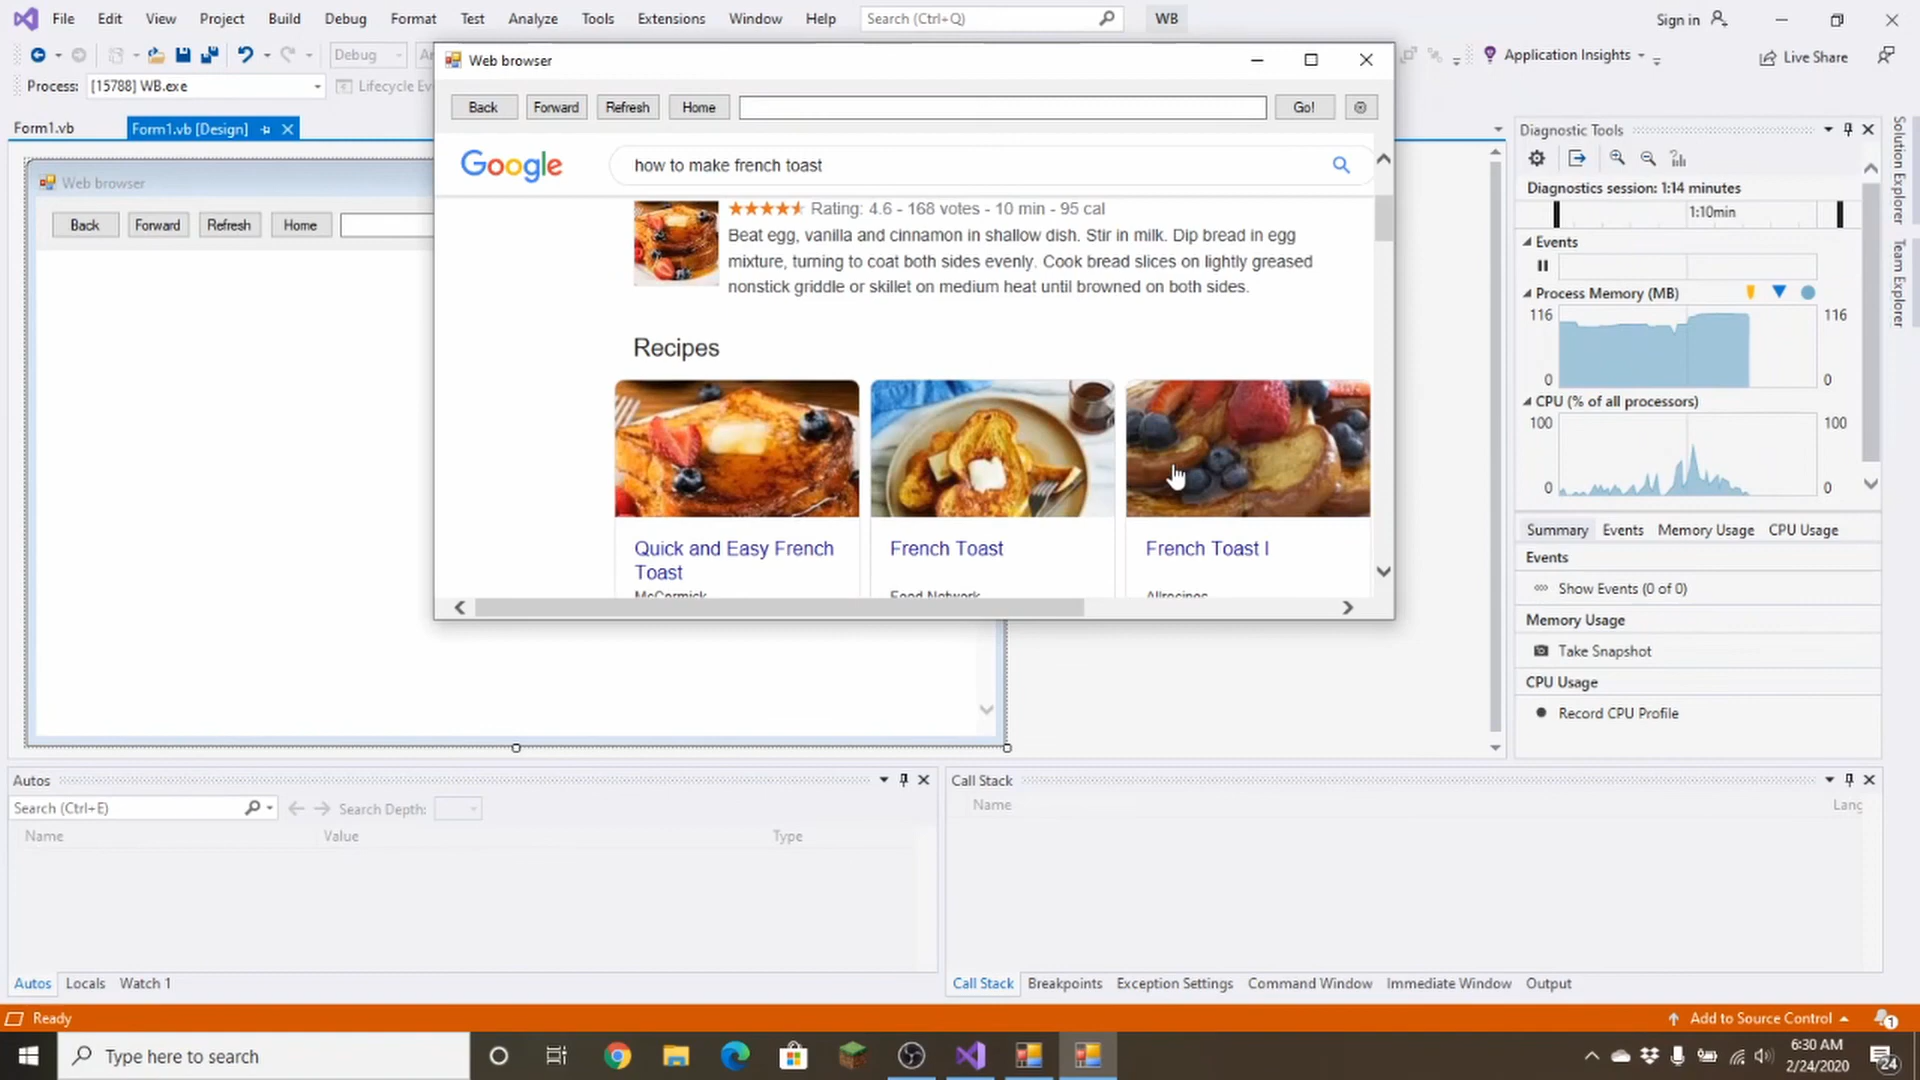 File Edit View Project Build Debug Format Test Analyze Tools Extensions Window Help Search (Ctrl+Q) WB Sign in
Debug Application Insights Live Share
Process: [15788] WB.exe Lifecycle Ev
Web browser
Back Forward Refresh Home Go!
Google how to make french toast
Rating: 4.6 - 168 votes - 10 min - 95 cal
Beat egg, vanilla and cinnamon in shallow dish. Stir in milk. Dip bread in egg
mixture, turning to coat both sides evenly. Cook bread slices on lightly greased
nonstick griddle or skillet on medium heat until browned on both sides.
Recipes
Quick and Easy French
Toast
McCormick
French Toast
Food Network
French Toast I
Allrecipes
Form1.vb Form1.vb [Design]
Web browser
Back Forward Refresh Home
Diagnostic Tools
Diagnostics session: 1:14 minutes
1:10min
Events
Process Memory (MB)
116 116
0 0
CPU (% of all processors)
100 100
0 0
Summary Events Memory Usage CPU Usage
Events
Show Events (0 of 0)
Memory Usage
Take Snapshot
CPU Usage
Record CPU Profile
Solution Explorer
Team Explorer
Autos
Search (Ctrl+E) Search Depth:
Name Value Type
Autos Locals Watch 1
Call Stack
Name Lang
Call Stack Breakpoints Exception Settings Command Window Immediate Window Output
Ready Add to Source Control 1
Type here to search
6:30 AM
2/24/2020
24